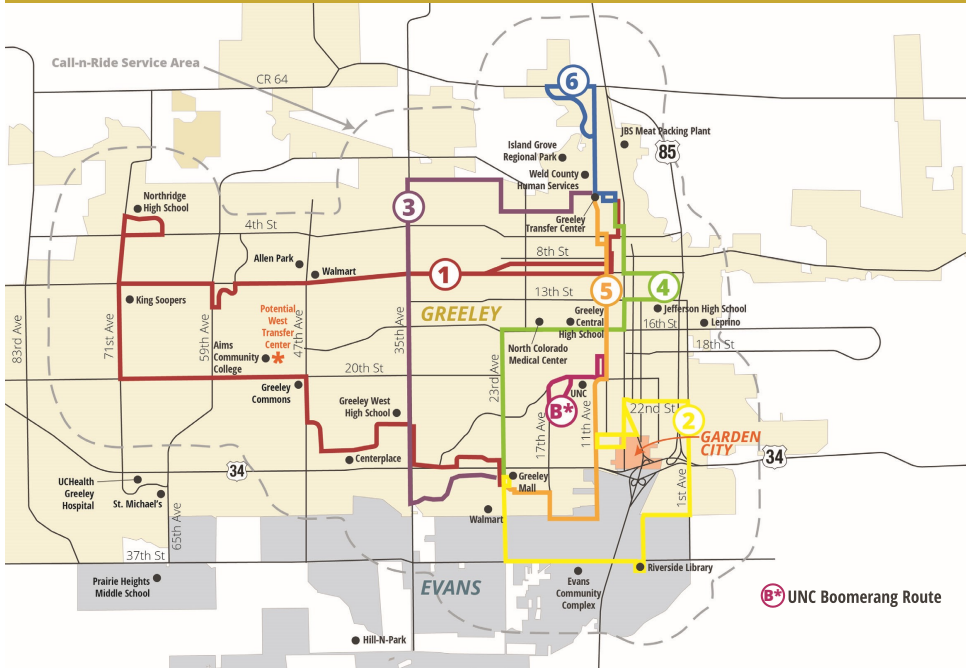 Call-n-Ride Service Area
CR 64
6
JBS Meat Packing Plant
Island Grove
Regional Park
85
Weld County
Human Services
Northridge
High School
3
Greeley
Transfer Center
4th St
8th St
Allen Park
Walmart
1
5
4
King Soopers
13th St
GREELEY
Jefferson High School
Potential
West
Transfer
Center
*
Greeley
Central
High School
16th St
Leprino
83rd Ave
71st Ave
59th Ave
47th Ave
35th Ave
18th St
North Colorado
Medical Center
Aims
Community
College
20th St
23rd Ave
Greeley
Commons
UNC
Greeley West
High School
B*
22nd St
2
17th Ave
11th Ave
GARDEN
CITY
Centerplace
34
34
UCHealth
Greeley
Hospital
St. Michael's
Greeley
Mall
1st Ave
Walmart
65th Ave
37th St
Riverside Library
Prairie Heights
Middle School
EVANS
Evans
Community
Complex
B* UNC Boomerang Route
Hill-N-Park